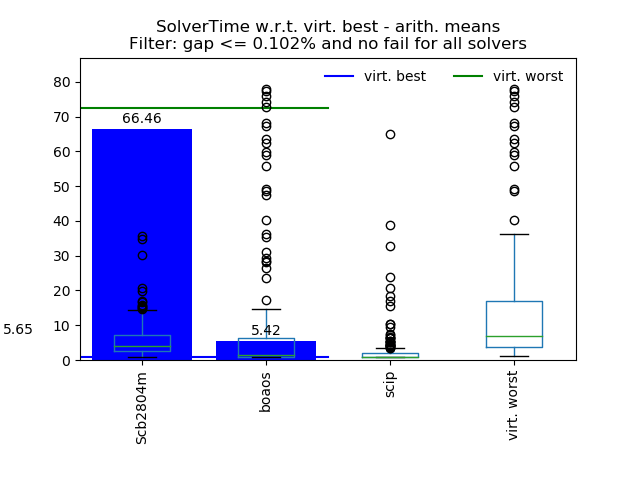 SolverTime w.r.t. virt. best - arith. means
Filter: gap <= 0.102% and no fail for all solvers
virt. best
virt. worst
80
70
60
50
40
30
20
10
0
66.46
5.42
5.65
Scb2804m
boaos
scip
virt. worst